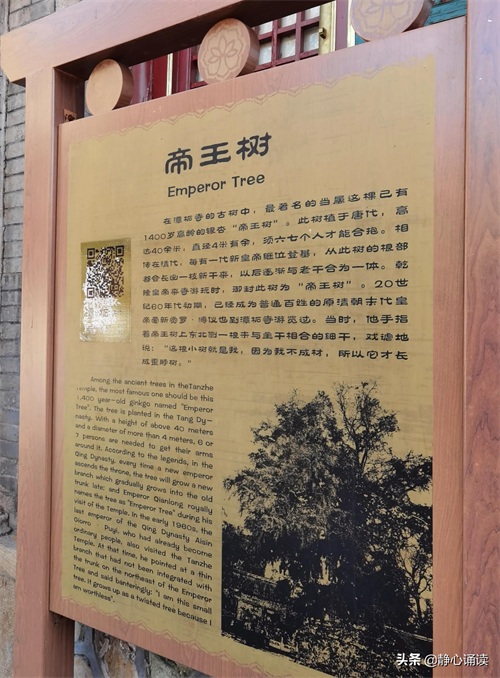 帝王树
Emperor Tree
在潭柘寺的古树中，最著名的当属这棵已有
1400岁高龄的银杏“帝王树”。此树植于唐代，高
达40余米，直径4米有余，须六七个人才能合抱。相
传在清代，每有一代新皇帝继位登基，从此树的根部
都会长出一枝新干来，以后逐渐与老干合为一体。乾
隆皇帝来寺游玩时，御封此树为“帝王树”。20世
纪60年代初期，已经成为普通百姓的原清朝末代皇
帝爱新觉罗·溥仪也到潭柘寺游览过。当时，他手指
着帝王树上东北侧一根未与主干相合的细干，戏谑地
说：“这根小树就是我，因为我不成材，所以它才长
成歪脖树。”
Among the ancient trees in theTanzhe
Temple, the most famous one should be this
1,400 year-old ginkgo named "Emperor
Tree". The tree is planted in the Tang Dy-
nasty. With a height of above 40 meters
and a diameter of more than 4 meters, 6 or
7 persons are needed to get their arms
around it. According to the legends, in the
Qing Dynasty, every time a new emperor
ascends the throne, the tree will grow a new
branch which gradually grows into the old
trunk late; and Emperor Qianlong royally
names the tree as "Emperor Tree" during his
visit of the Temple. In the early 1960s, the
last emperor of the Qing Dynasty Aisin
Giorro · Puyi, who had already become
ordinary people, also visited the Tanzhe
Temple. At that time, he pointed at a thin
branch that had not been integrated with
the trunk on the northeast of the Emperor
Tree and said banteringly: "I am this small
tree. It grows up as a twisted tree because I
am worthless".
头条 @静心诵读